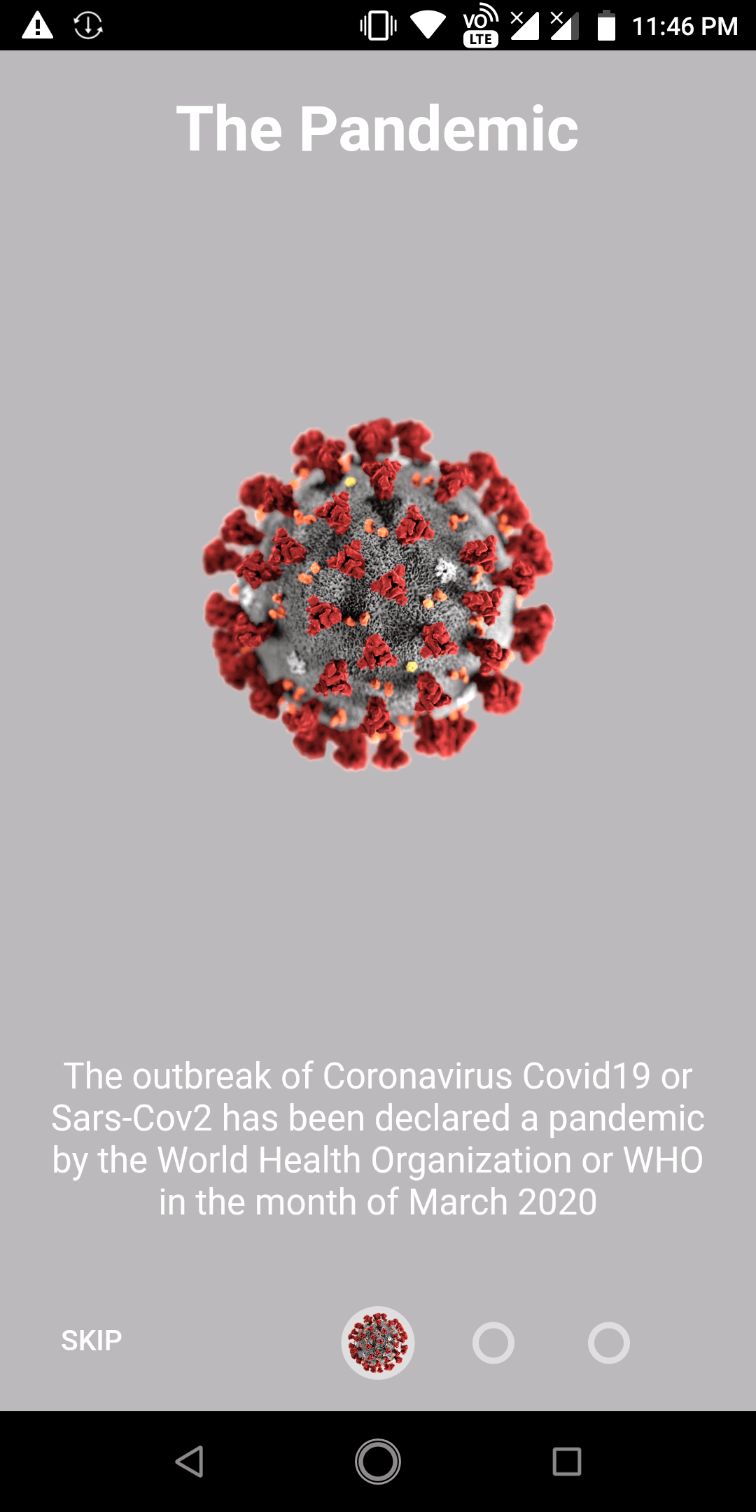 VO
LTE
11:46 PM
The Pandemic
The outbreak of Coronavirus Covid19 or
Sars-Cov2 has been declared a pandemic
by the World Health Organization or WHO
in the month of March 2020
SKIP